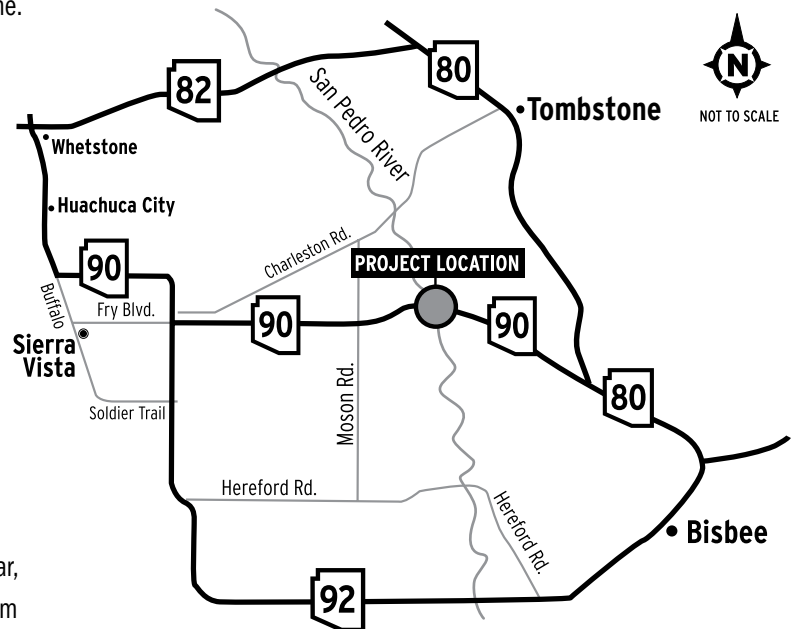 ne.
80
82
San Pedro River
N
NOT TO SCALE
Tombstone
Whetstone
Huachuca City
Charleston Rd.
PROJECT LOCATION
90
Buffalo
Fry Blvd.
90
90
Sierra
Vista
Moson Rd.
80
Soldier Trail
Hereford Rd.
Hereford Rd.
Bisbee
92
ar,
m